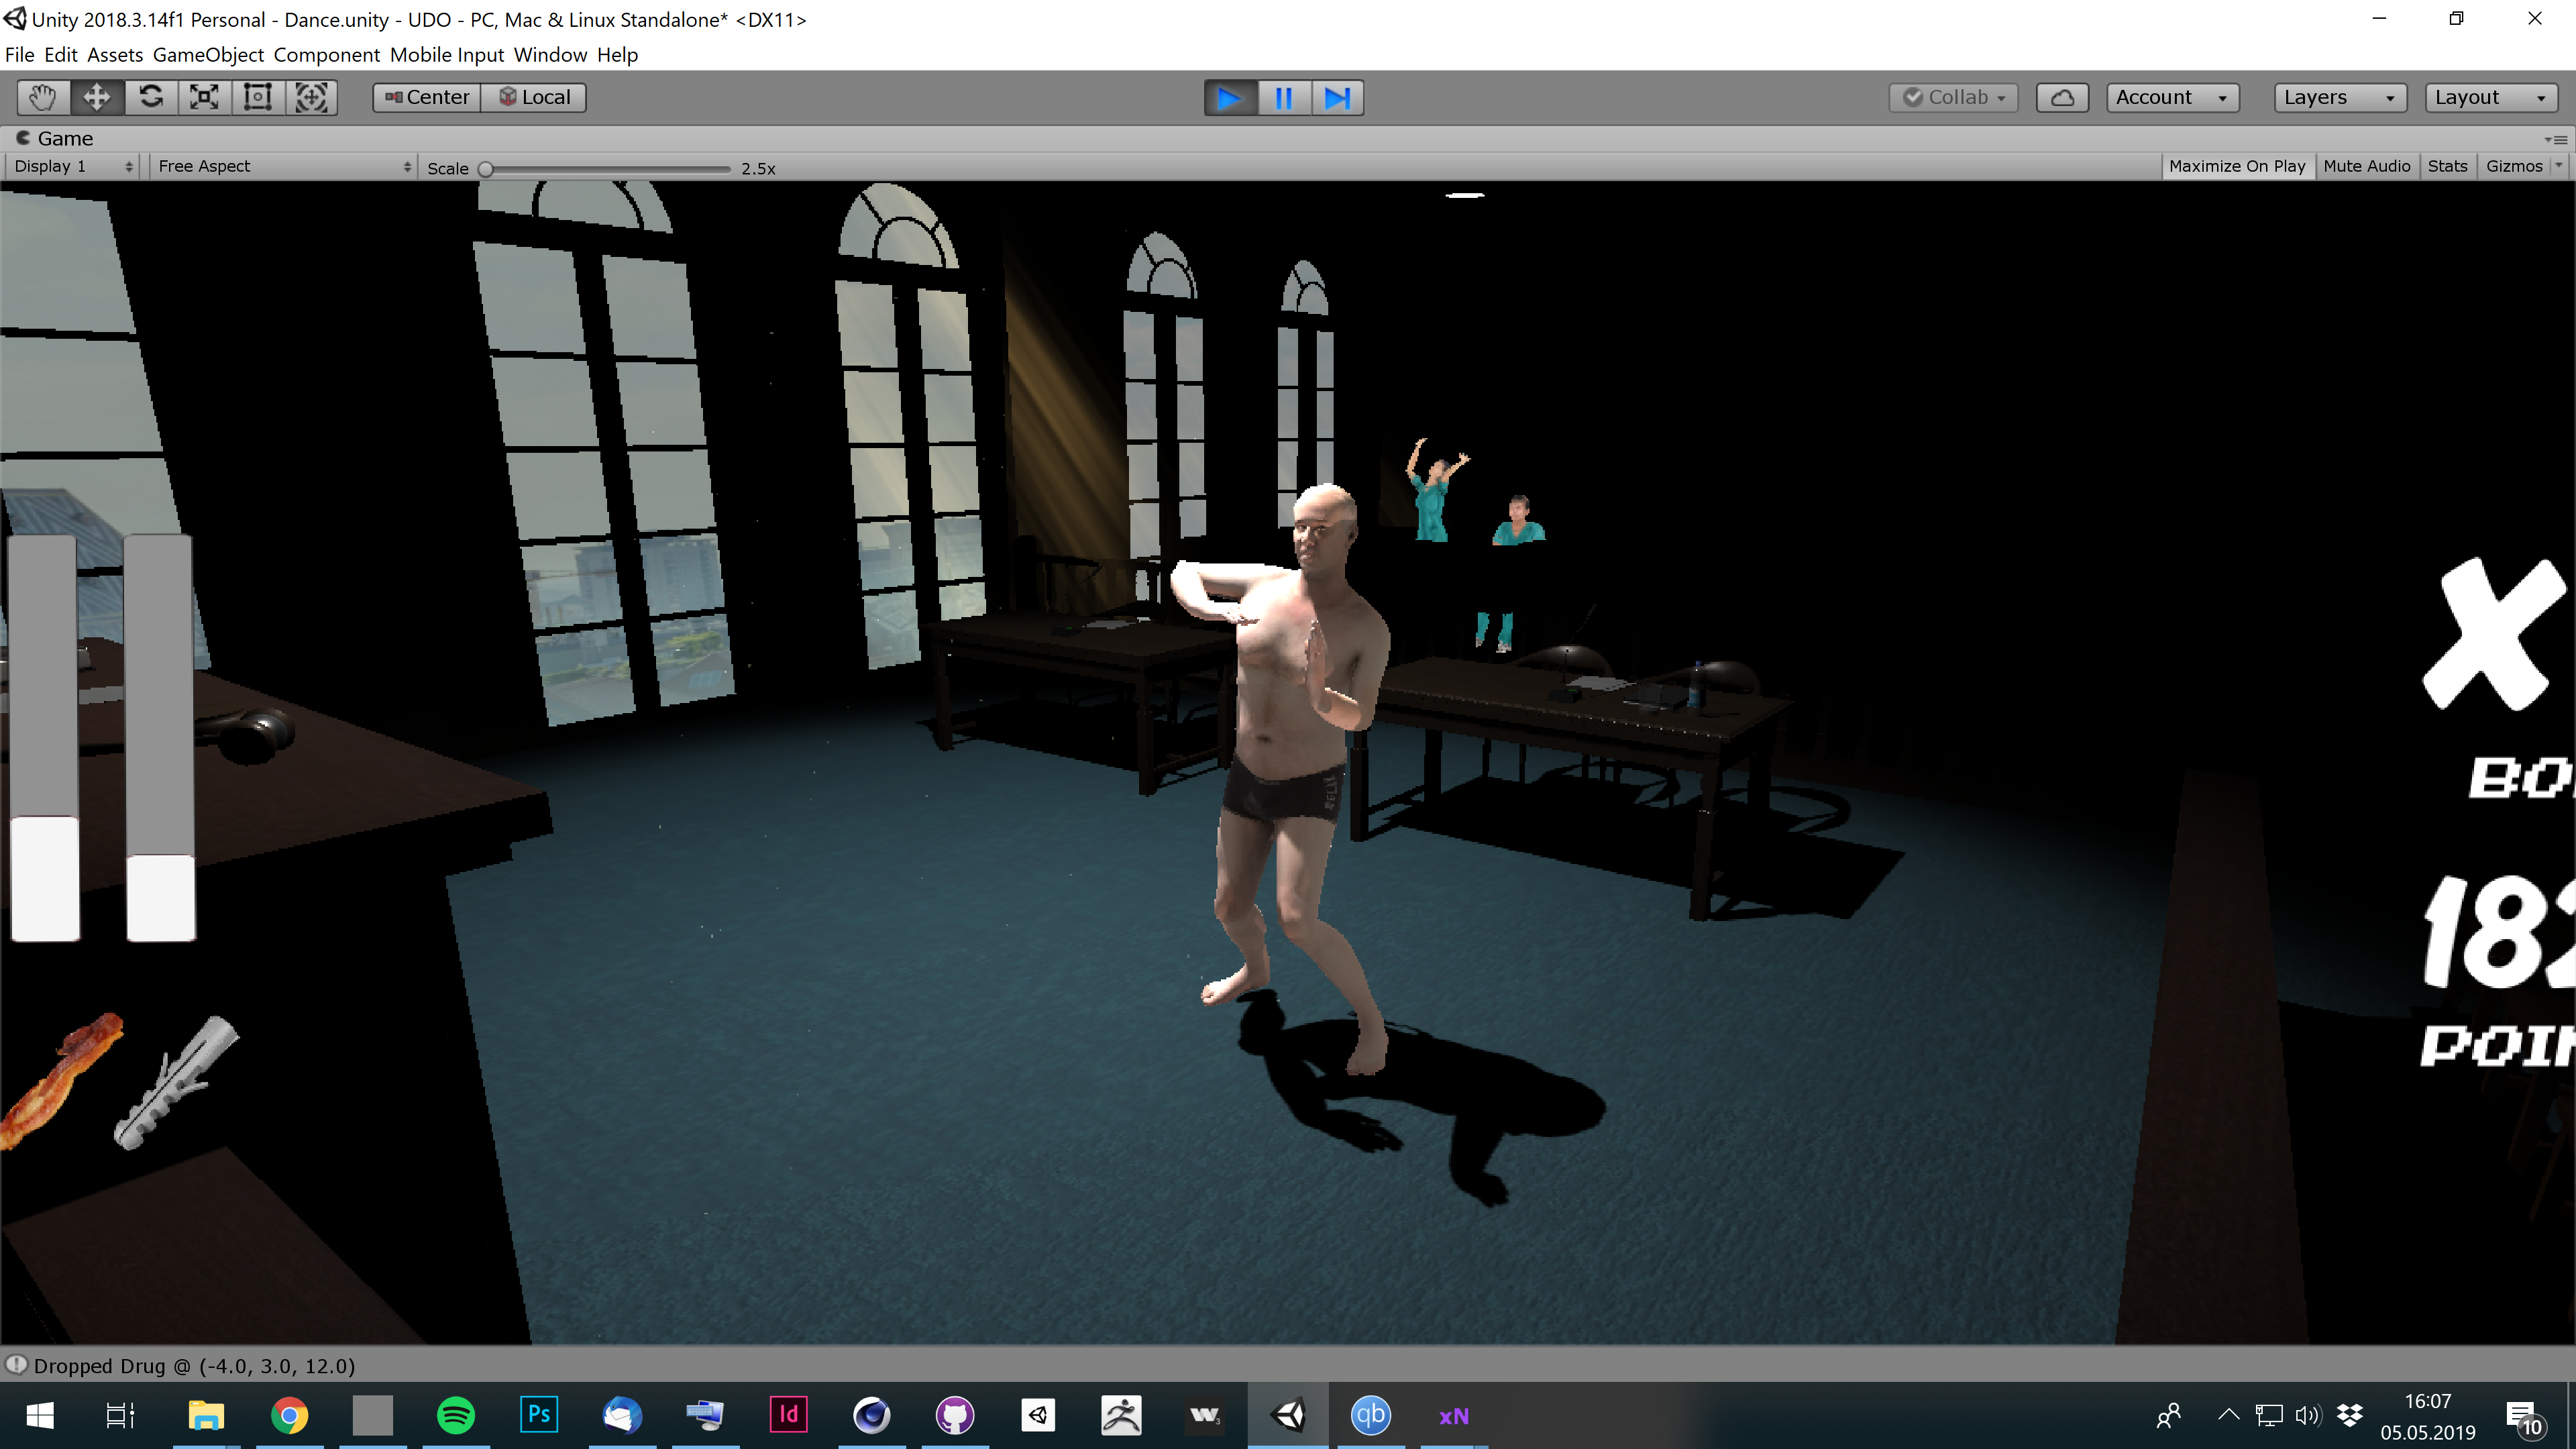 Unity 2018.3.14f1 Personal - Dance.unity - UDO - PC, Mac & Linux Standalone* <DX11>
File Edit Assets GameObject Component Mobile Input Window Help
Center Local Collab Account Layers Layout
Game
Display 1 Free Aspect Scale 2.5x Maximize On Play Mute Audio Stats Gizmos
BO
182
POIN
Dropped Drug @ (-4.0, 3.0, 12.0)
Ps Id W3 qb xN
16:07
05.05.2019
10